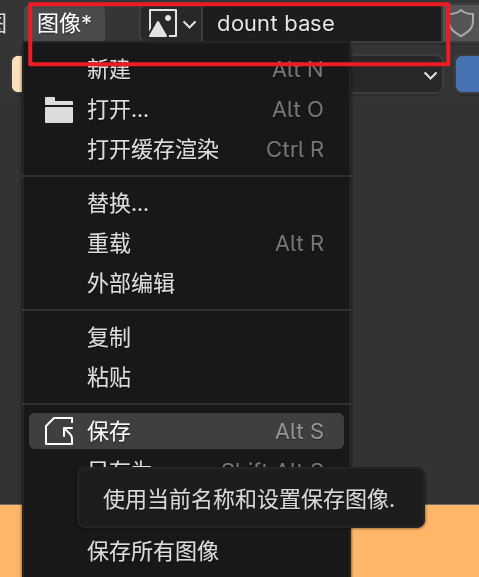 图像* dount base
新建 Alt N
打开... Alt O
打开缓存渲染 Ctrl R
替换...
重载 Alt R
外部编辑
复制
粘贴
保存 Alt S
使用当前名称和设置保存图像.
保存所有图像